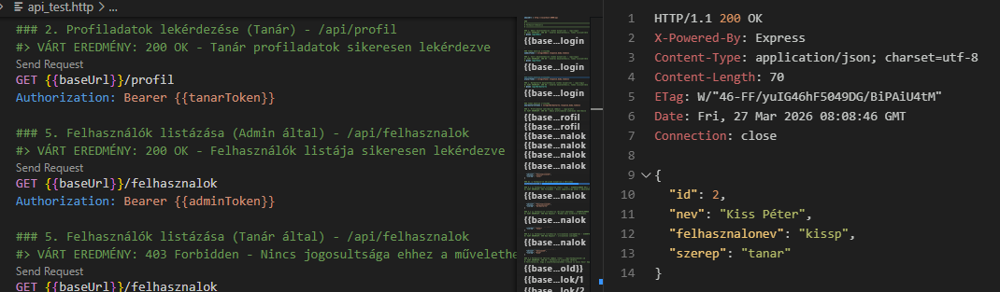 api_test.http > ...
### 2. Profiladatok lekérdezése (Tanár) - /api/profil
#> VÁRT EREDMÉNY: 200 OK - Tanár profiladatok sikeresen lekérdezve
Send Request
GET {{baseUrl}}/profil
Authorization: Bearer {{tanarToken}}
### 5. Felhasználók listázása (Admin által) - /api/felhasznalok
#> VÁRT EREDMÉNY: 200 OK - Felhasználók listája sikeresen lekérdezve
Send Request
GET {{baseUrl}}/felhasznalok
Authorization: Bearer {{adminToken}}
### 5. Felhasználók listázása (Tanár által) - /api/felhasznalok
#> VÁRT EREDMÉNY: 403 Forbidden - Nincs jogosultsága ehhez a művelethe
Send Request
GET {{baseUrl}}/felhasznalok
{{base...login
{{base...login
{{base...login
{{base...rofil
{{base...rofil
{{base...nalok
{{base...nalok
{{base...nalok
{{base...nalok
{{base...nalok
{{base...nalok
{{base...nalok
{{base...old}}
{{base...lok/1
{{base...lok/2
1 HTTP/1.1 200 OK
2 X-Powered-By: Express
3 Content-Type: application/json; charset=utf-8
4 Content-Length: 70
5 ETag: W/"46-FF/yuIG46hF5049DG/BiPAiU4tM"
6 Date: Fri, 27 Mar 2026 08:08:46 GMT
7 Connection: close
8
9 {
10 "id": 2,
11 "nev": "Kiss Péter",
12 "felhasznalonev": "kissp",
13 "szerep": "tanar"
14 }